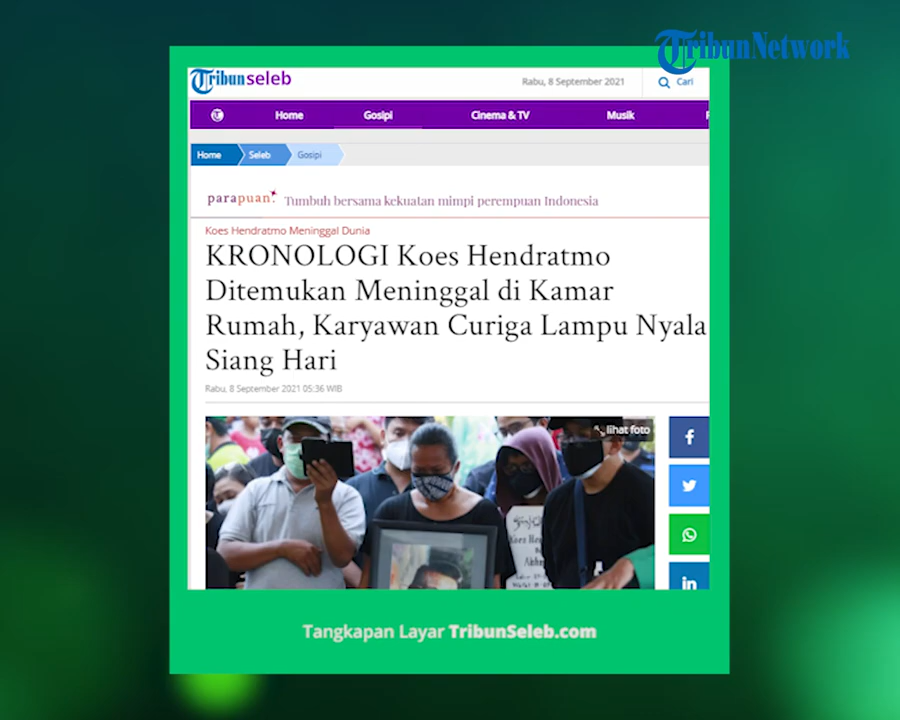 TribunNetwork
Tribunseleb
Rabu, 8 September 2021
Cari
Home
Gosipi
Cinema & TV
Musik
Home
Seleb
Gosipi
parapuan.
Tumbuh bersama kekuatan mimpi perempuan Indonesia
Koes Hendratmo Meninggal Dunia
KRONOLOGI Koes Hendratmo
Ditemukan Meninggal di Kamar
Rumah, Karyawan Curiga Lampu Nyala
Siang Hari
Rabu, 8 September 2021 05:36 WIB
lihat foto
Koes
Tangkapan Layar TribunSeleb.com